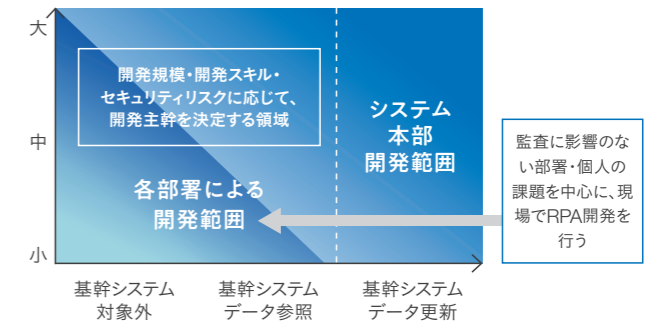 大
中
小
開発規模・開発スキル・
セキュリティリスクに応じて、
開発主幹を決定する領域
各部署による
開発範囲
システム
本部
開発範囲
監査に影響のな
い部署・個人の
課題を中心に、現
場でRPA開発を
行う
基幹システム
対象外
基幹システム
データ参照
基幹システム
データ更新